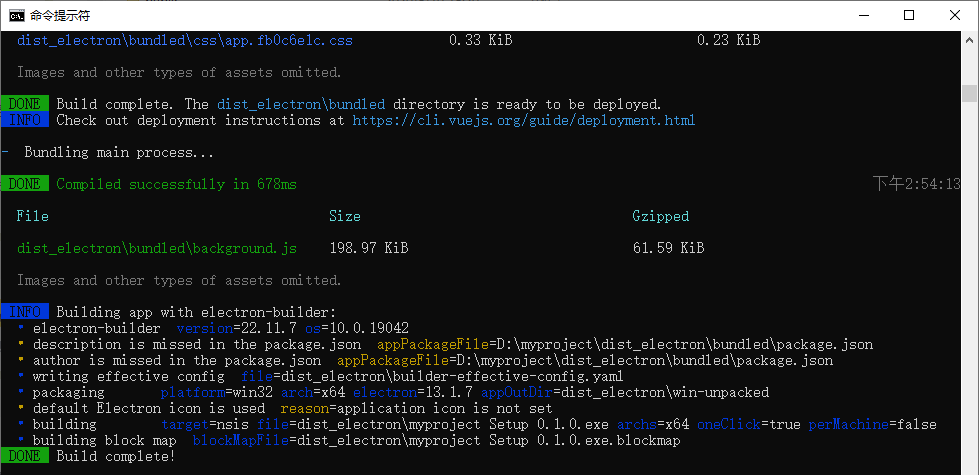 命令提示符
dist_electron\bundled\css\app.fb0c6e1c.css 0.33 KiB 0.23 KiB
Images and other types of assets omitted.
DONE Build complete. The dist_electron\bundled directory is ready to be deployed.
INFO Check out deployment instructions at https://cli.vuejs.org/guide/deployment.html
- Bundling main process...
DONE Compiled successfully in 678ms 下午2:54:13
File Size Gzipped
dist_electron\bundled\background.js 198.97 KiB 61.59 KiB
Images and other types of assets omitted.
INFO Building app with electron-builder:
• electron-builder version=22.11.7 os=10.0.19042
• description is missed in the package.json appPackageFile=D:\myproject\dist_electron\bundled\package.json
• author is missed in the package.json appPackageFile=D:\myproject\dist_electron\bundled\package.json
• writing effective config file=dist_electron\builder-effective-config.yaml
• packaging platform=win32 arch=x64 electron=13.1.7 appOutDir=dist_electron\win-unpacked
• default Electron icon is used reason=application icon is not set
• building target=nsis file=dist_electron\myproject Setup 0.1.0.exe archs=x64 oneClick=true perMachine=false
• building block map blockMapFile=dist_electron\myproject Setup 0.1.0.exe.blockmap
DONE Build complete!